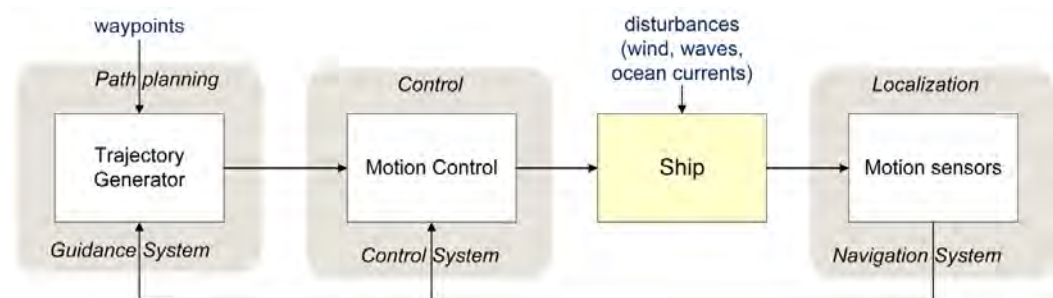 waypoints
disturbances
(wind, waves,
ocean currents)
Path planning
Control
Localization
Trajectory
Generator
Motion Control
Ship
Motion sensors
Guidance System
Control System
Navigation System